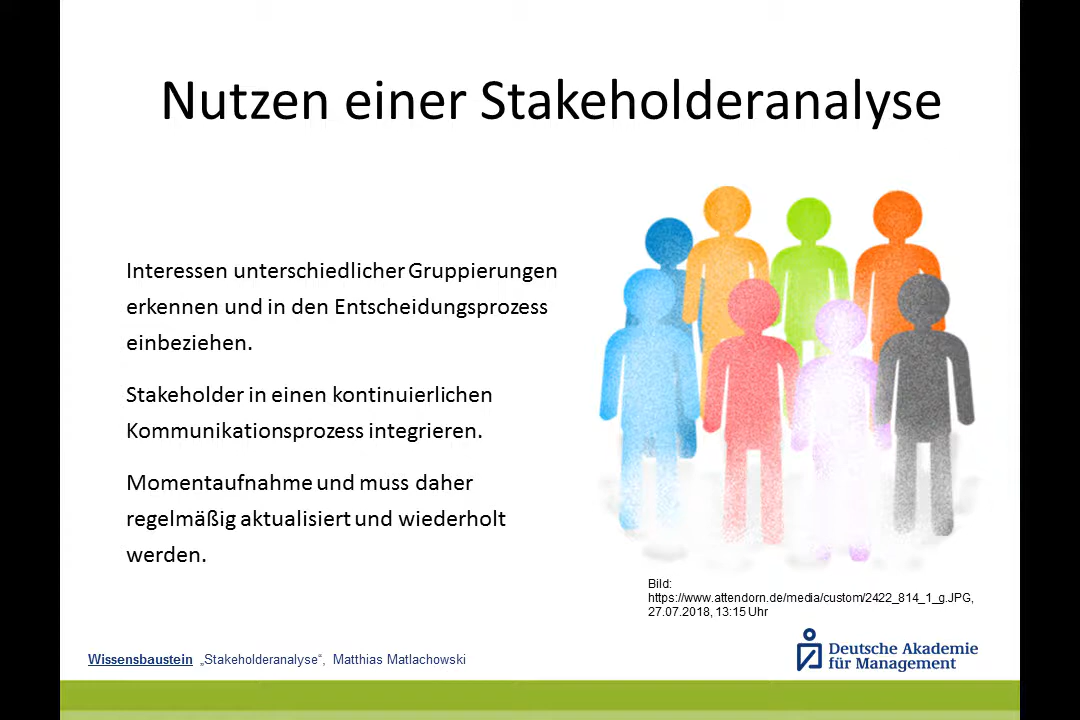 Nutzen einer Stakeholderanalyse
Interessen unterschiedlicher Gruppierungen
erkennen und in den Entscheidungsprozess
einbeziehen.
Stakeholder in einen kontinuierlichen
Kommunikationsprozess integrieren.
Momentaufnahme und muss daher
regelmäßig aktualisiert und wiederholt
werden.
Bild:
https://www.attendorn.de/media/custom/2422_814_1_g.JPG,
27.07.2018, 13:15 Uhr
Wissensbaustein „Stakeholderanalyse“, Matthias Matlachowski
Deutsche Akademie
für Management